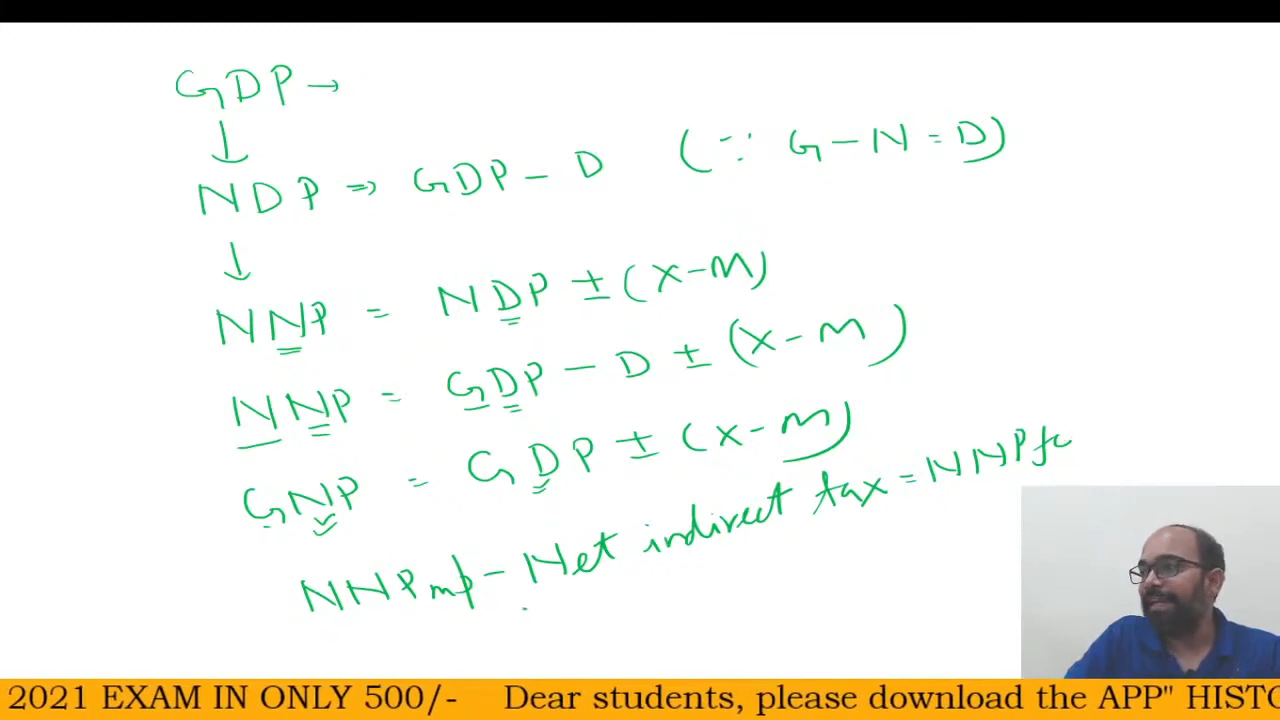 GDP →
↓
NDP ⇒ GDP - D (∵ G - N = D)
↓
NNP = NDP ± (X - M)
NNP = GDP - D ± (X - M)
GNP = GDP ± (X - M)
NNPmp - Net indirect tax = NNPfc
2021 EXAM IN ONLY 500/- Dear students, please download the APP" HISTO